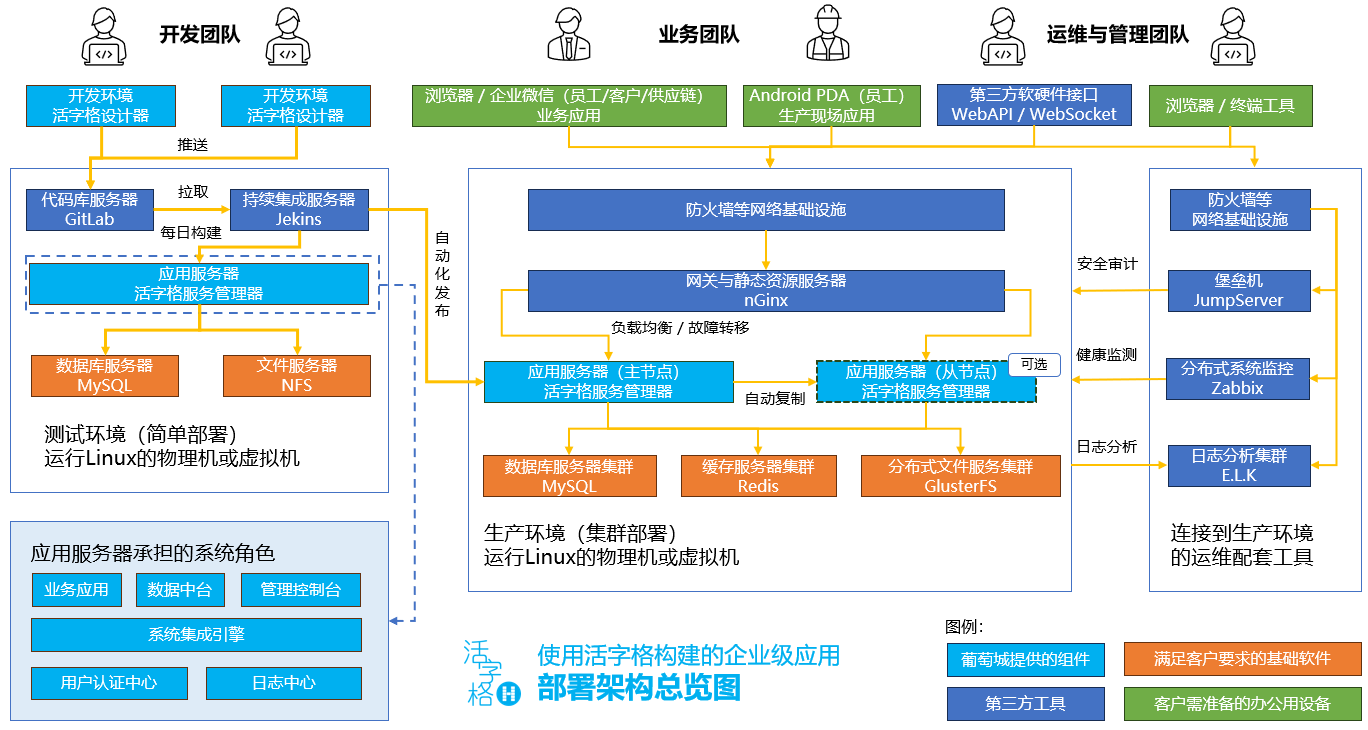 开发团队
业务团队
运维与管理团队
开发环境
活字格设计器
开发环境
活字格设计器
浏览器 / 企业微信（员工/客户/供应链）
业务应用
Android PDA（员工）
生产现场应用
第三方软硬件接口
WebAPI / WebSocket
浏览器 / 终端工具
推送
代码库服务器
GitLab
拉取
持续集成服务器
Jekins
每日构建
应用服务器
活字格服务管理器
数据库服务器
MySQL
文件服务器
NFS
测试环境（简单部署）
运行Linux的物理机或虚拟机
自动化发布
防火墙等网络基础设施
网关与静态资源服务器
nGinx
负载均衡 / 故障转移
应用服务器（主节点）
活字格服务管理器
自动复制
应用服务器（从节点）
活字格服务管理器
可选
数据库服务器集群
MySQL
缓存服务器集群
Redis
分布式文件服务集群
GlusterFS
生产环境（集群部署）
运行Linux的物理机或虚拟机
安全审计
健康监测
日志分析
防火墙等
网络基础设施
堡垒机
JumpServer
分布式系统监控
Zabbix
日志分析集群
E.L.K
连接到生产环境
的运维配套工具
应用服务器承担的系统角色
业务应用
数据中台
管理控制台
系统集成引擎
用户认证中心
日志中心
活字格
H
使用活字格构建的企业级应用
部署架构总览图
图例：
葡萄城提供的组件
满足客户要求的基础软件
第三方工具
客户需准备的办公用设备